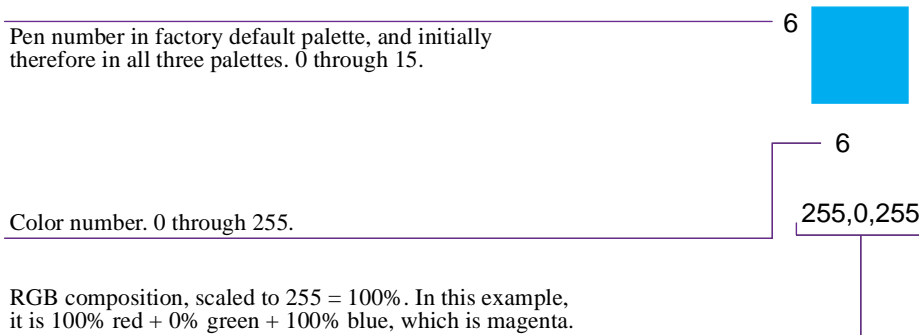 6
Pen number in factory default palette, and initially
therefore in all three palettes. 0 through 15.
6
Color number. 0 through 255.
255,0,255
RGB composition, scaled to 255 = 100%. In this example,
it is 100% red + 0% green + 100% blue, which is magenta.